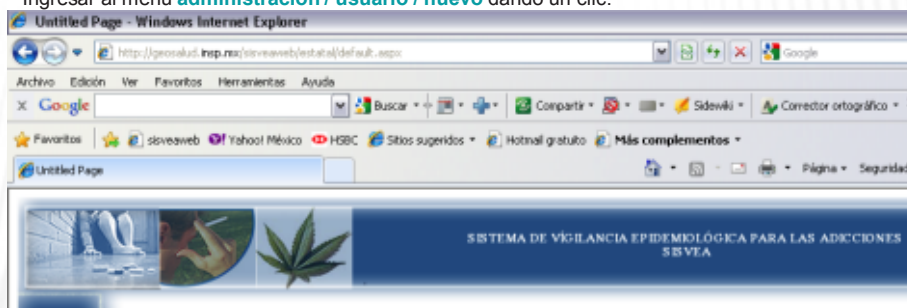 Ingresar al menú administración / usuario / nuevo dando un clic.
Untitled Page - Windows Internet Explorer
http://geosalud.insp.mx/sisveaweb/estatal/default.aspx
Google
Archivo Edición Ver Favoritos Herramientas Ayuda
x Google
Buscar
Compartir
Sidewiki
Corrector ortográfico
Favoritos
sisveaweb
Yahoo! México
HSBC
Sitios sugeridos
Hotmail gratuito
Más complementos
Untitled Page
Página
Seguridad
SISTEMA DE VIGILANCIA EPIDEMIOLÓGICA PARA LAS ADICCIONES
SISVEA